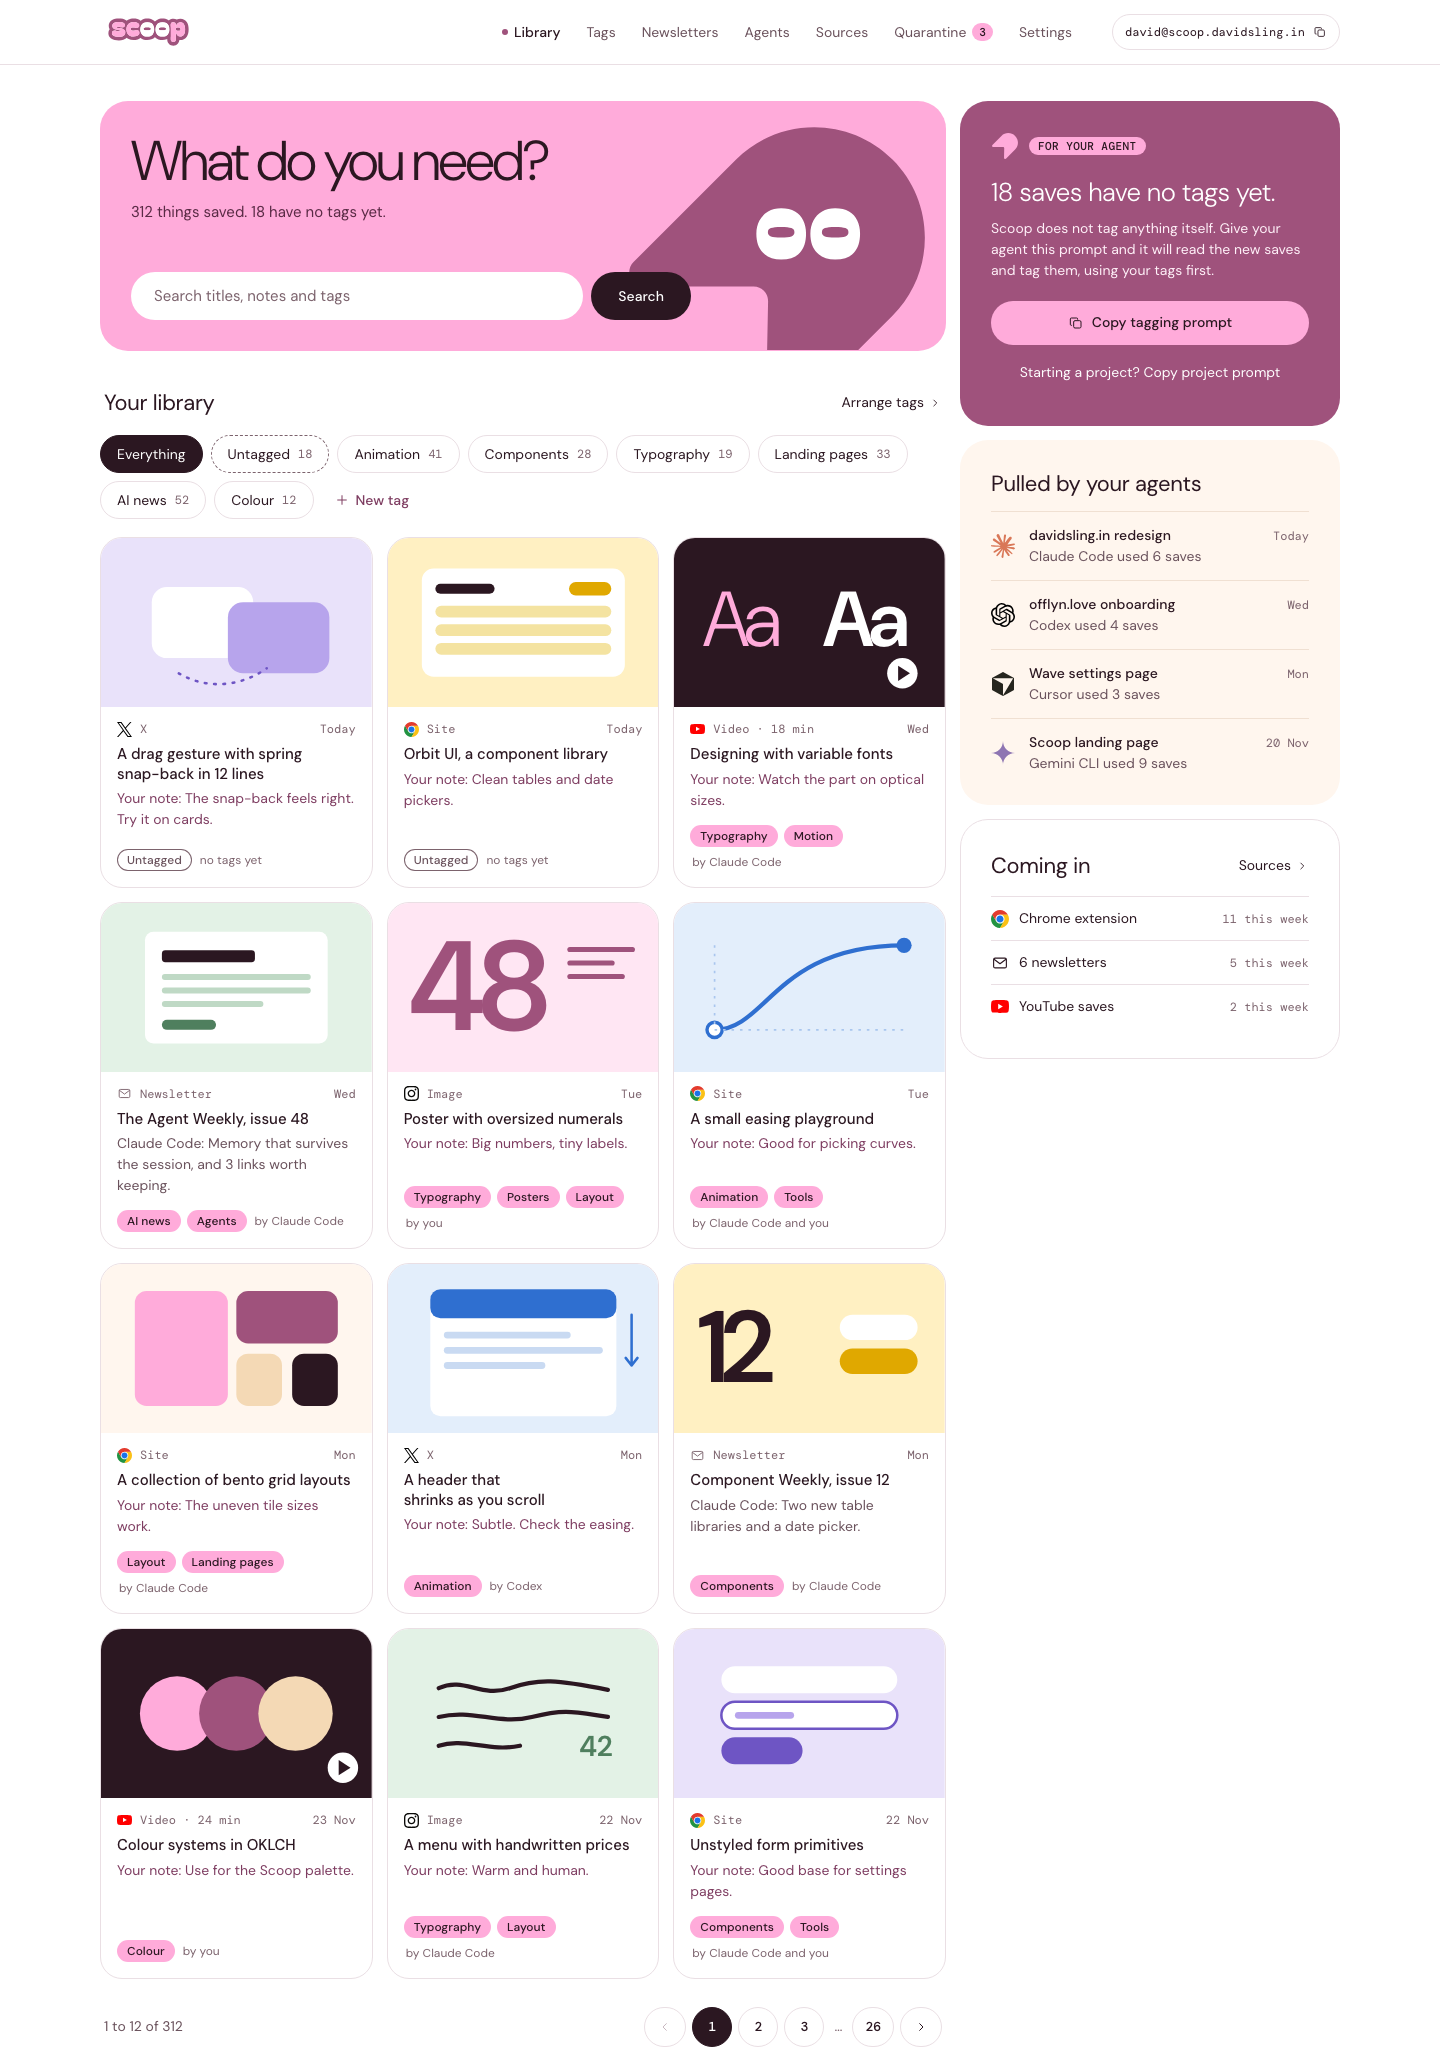 scoop
Library
Tags
Newsletters
Agents
Sources
Quarantine 3
Settings
david@scoop.davidsling.in
What do you need?
312 things saved. 18 have no tags yet.
Search titles, notes and tags
Search
FOR YOUR AGENT
18 saves have no tags yet.
Scoop does not tag anything itself. Give your
agent this prompt and it will read the new saves
and tag them, using your tags first.
Copy tagging prompt
Starting a project? Copy project prompt
Your library
Arrange tags
Everything
Untagged 18
Animation 41
Components 28
Typography 19
Landing pages 33
AI news 52
Colour 12
New tag
X Today
A drag gesture with spring
snap-back in 12 lines
Your note: The snap-back feels right.
Try it on cards.
Untagged no tags yet
Site Today
Orbit UI, a component library
Your note: Clean tables and date
pickers.
Untagged no tags yet
Aa Aa
Video · 18 min Wed
Designing with variable fonts
Your note: Watch the part on optical
sizes.
Typography Motion
by Claude Code
Newsletter Wed
The Agent Weekly, issue 48
Claude Code: Memory that survives
the session, and 3 links worth
keeping.
AI news Agents by Claude Code
48
Image Tue
Poster with oversized numerals
Your note: Big numbers, tiny labels.
Typography Posters Layout
by you
Site Tue
A small easing playground
Your note: Good for picking curves.
Animation Tools
by Claude Code and you
Site Mon
A collection of bento grid layouts
Your note: The uneven tile sizes
work.
Layout Landing pages
by Claude Code
X Mon
A header that
shrinks as you scroll
Your note: Subtle. Check the easing.
Animation by Codex
12
Newsletter Mon
Component Weekly, issue 12
Claude Code: Two new table
libraries and a date picker.
Components by Claude Code
Video · 24 min 23 Nov
Colour systems in OKLCH
Your note: Use for the Scoop palette.
Colour by you
42
Image 22 Nov
A menu with handwritten prices
Your note: Warm and human.
Typography Layout
by Claude Code
Site 22 Nov
Unstyled form primitives
Your note: Good base for settings
pages.
Components Tools
by Claude Code and you
1 to 12 of 312
1 2 3 … 26
Pulled by your agents
davidsling.in redesign Today
Claude Code used 6 saves
offlyn.love onboarding Wed
Codex used 4 saves
Wave settings page Mon
Cursor used 3 saves
Scoop landing page 20 Nov
Gemini CLI used 9 saves
Coming in
Sources
Chrome extension 11 this week
6 newsletters 5 this week
YouTube saves 2 this week